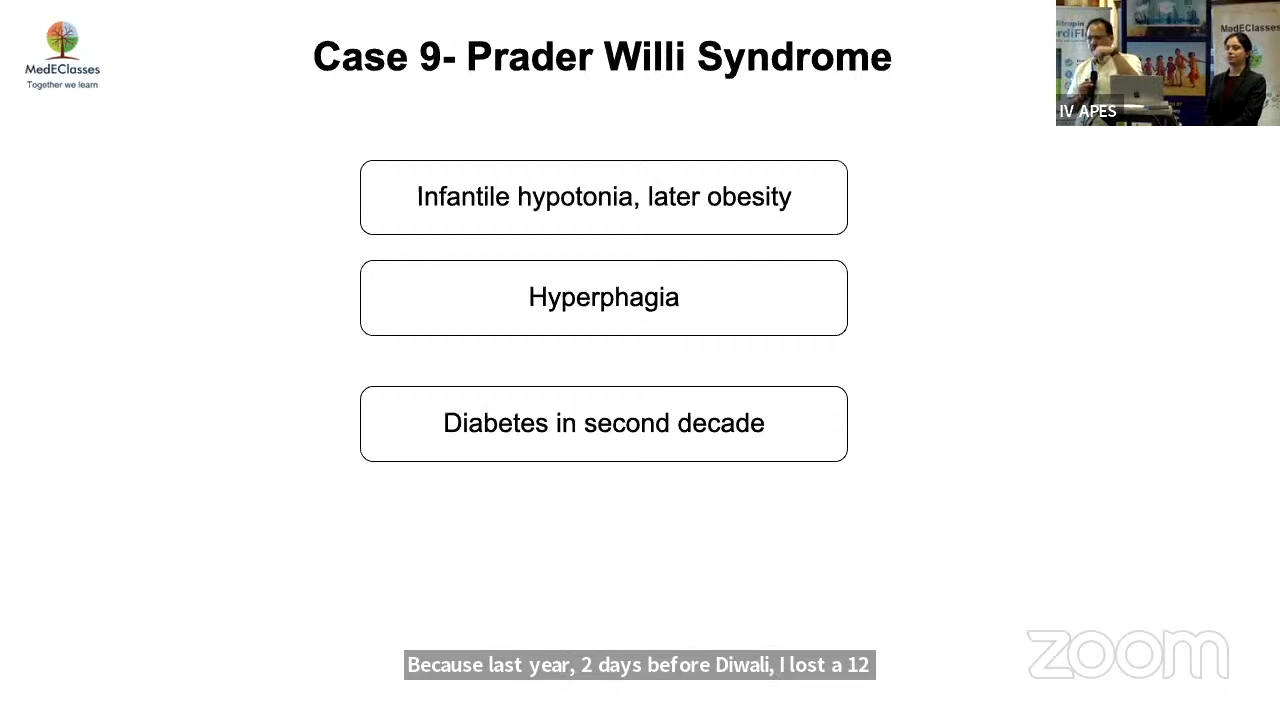 MedEClasses
Together we learn
Case 9- Prader Willi Syndrome
MedEClasses
IV APES
Infantile hypotonia, later obesity
Hyperphagia
Diabetes in second decade
Because last year, 2 days before Diwali, I lost a 12
zoom